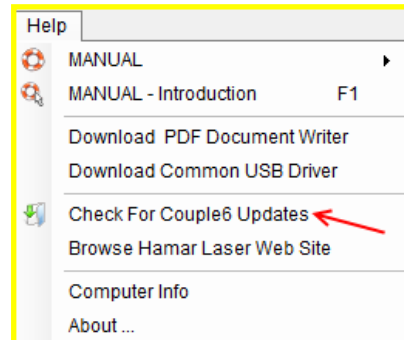 Help
MANUAL
MANUAL - Introduction F1
Download PDF Document Writer
Download Common USB Driver
Check For Couple6 Updates
Browse Hamar Laser Web Site
Computer Info
About ...